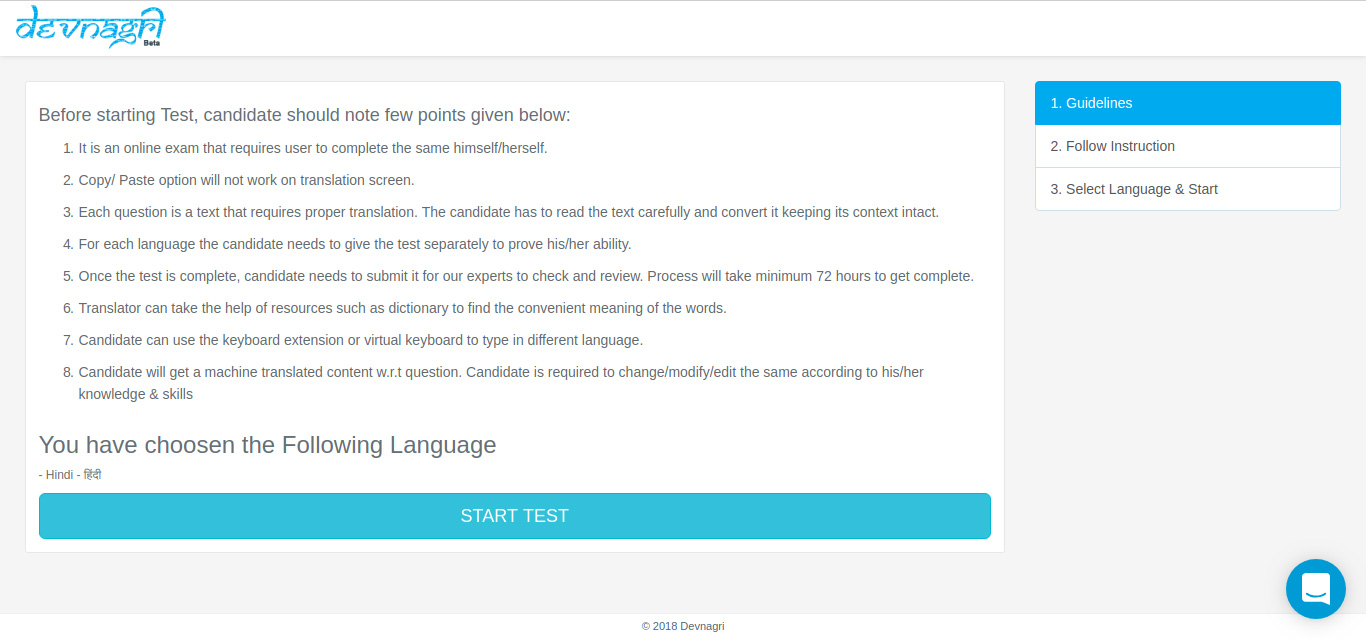 devnagri
Beta
Before starting Test, candidate should note few points given below:
1. It is an online exam that requires user to complete the same himself/herself.
2. Copy/ Paste option will not work on translation screen.
3. Each question is a text that requires proper translation. The candidate has to read the text carefully and convert it keeping its context intact.
4. For each language the candidate needs to give the test separately to prove his/her ability.
5. Once the test is complete, candidate needs to submit it for our experts to check and review. Process will take minimum 72 hours to get complete.
6. Translator can take the help of resources such as dictionary to find the convenient meaning of the words.
7. Candidate can use the keyboard extension or virtual keyboard to type in different language.
8. Candidate will get a machine translated content w.r.t question. Candidate is required to change/modify/edit the same according to his/her
knowledge & skills
You have choosen the Following Language
- Hindi - हिंदी
START TEST
1. Guidelines
2. Follow Instruction
3. Select Language & Start
© 2018 Devnagri